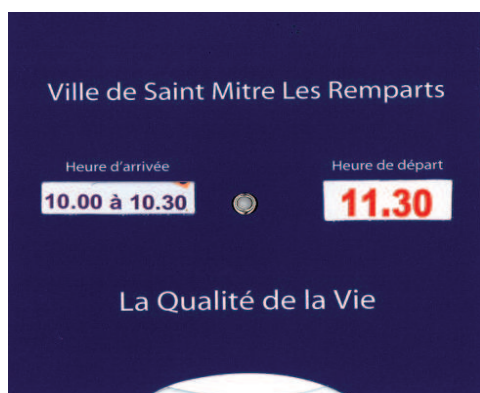 Ville de Saint Mitre Les Remparts
Heure d'arrivée
Heure de départ
10.00 à 10.30
11.30
La Qualité de la Vie